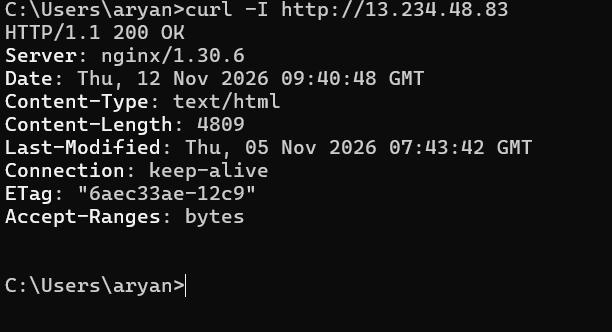 C:\Users\aryan>curl -I http://13.234.48.83
HTTP/1.1 200 OK
Server: nginx/1.30.6
Date: Thu, 12 Nov 2026 09:40:48 GMT
Content-Type: text/html
Content-Length: 4809
Last-Modified: Thu, 05 Nov 2026 07:43:42 GMT
Connection: keep-alive
ETag: "6aec33ae-12c9"
Accept-Ranges: bytes
C:\Users\aryan>